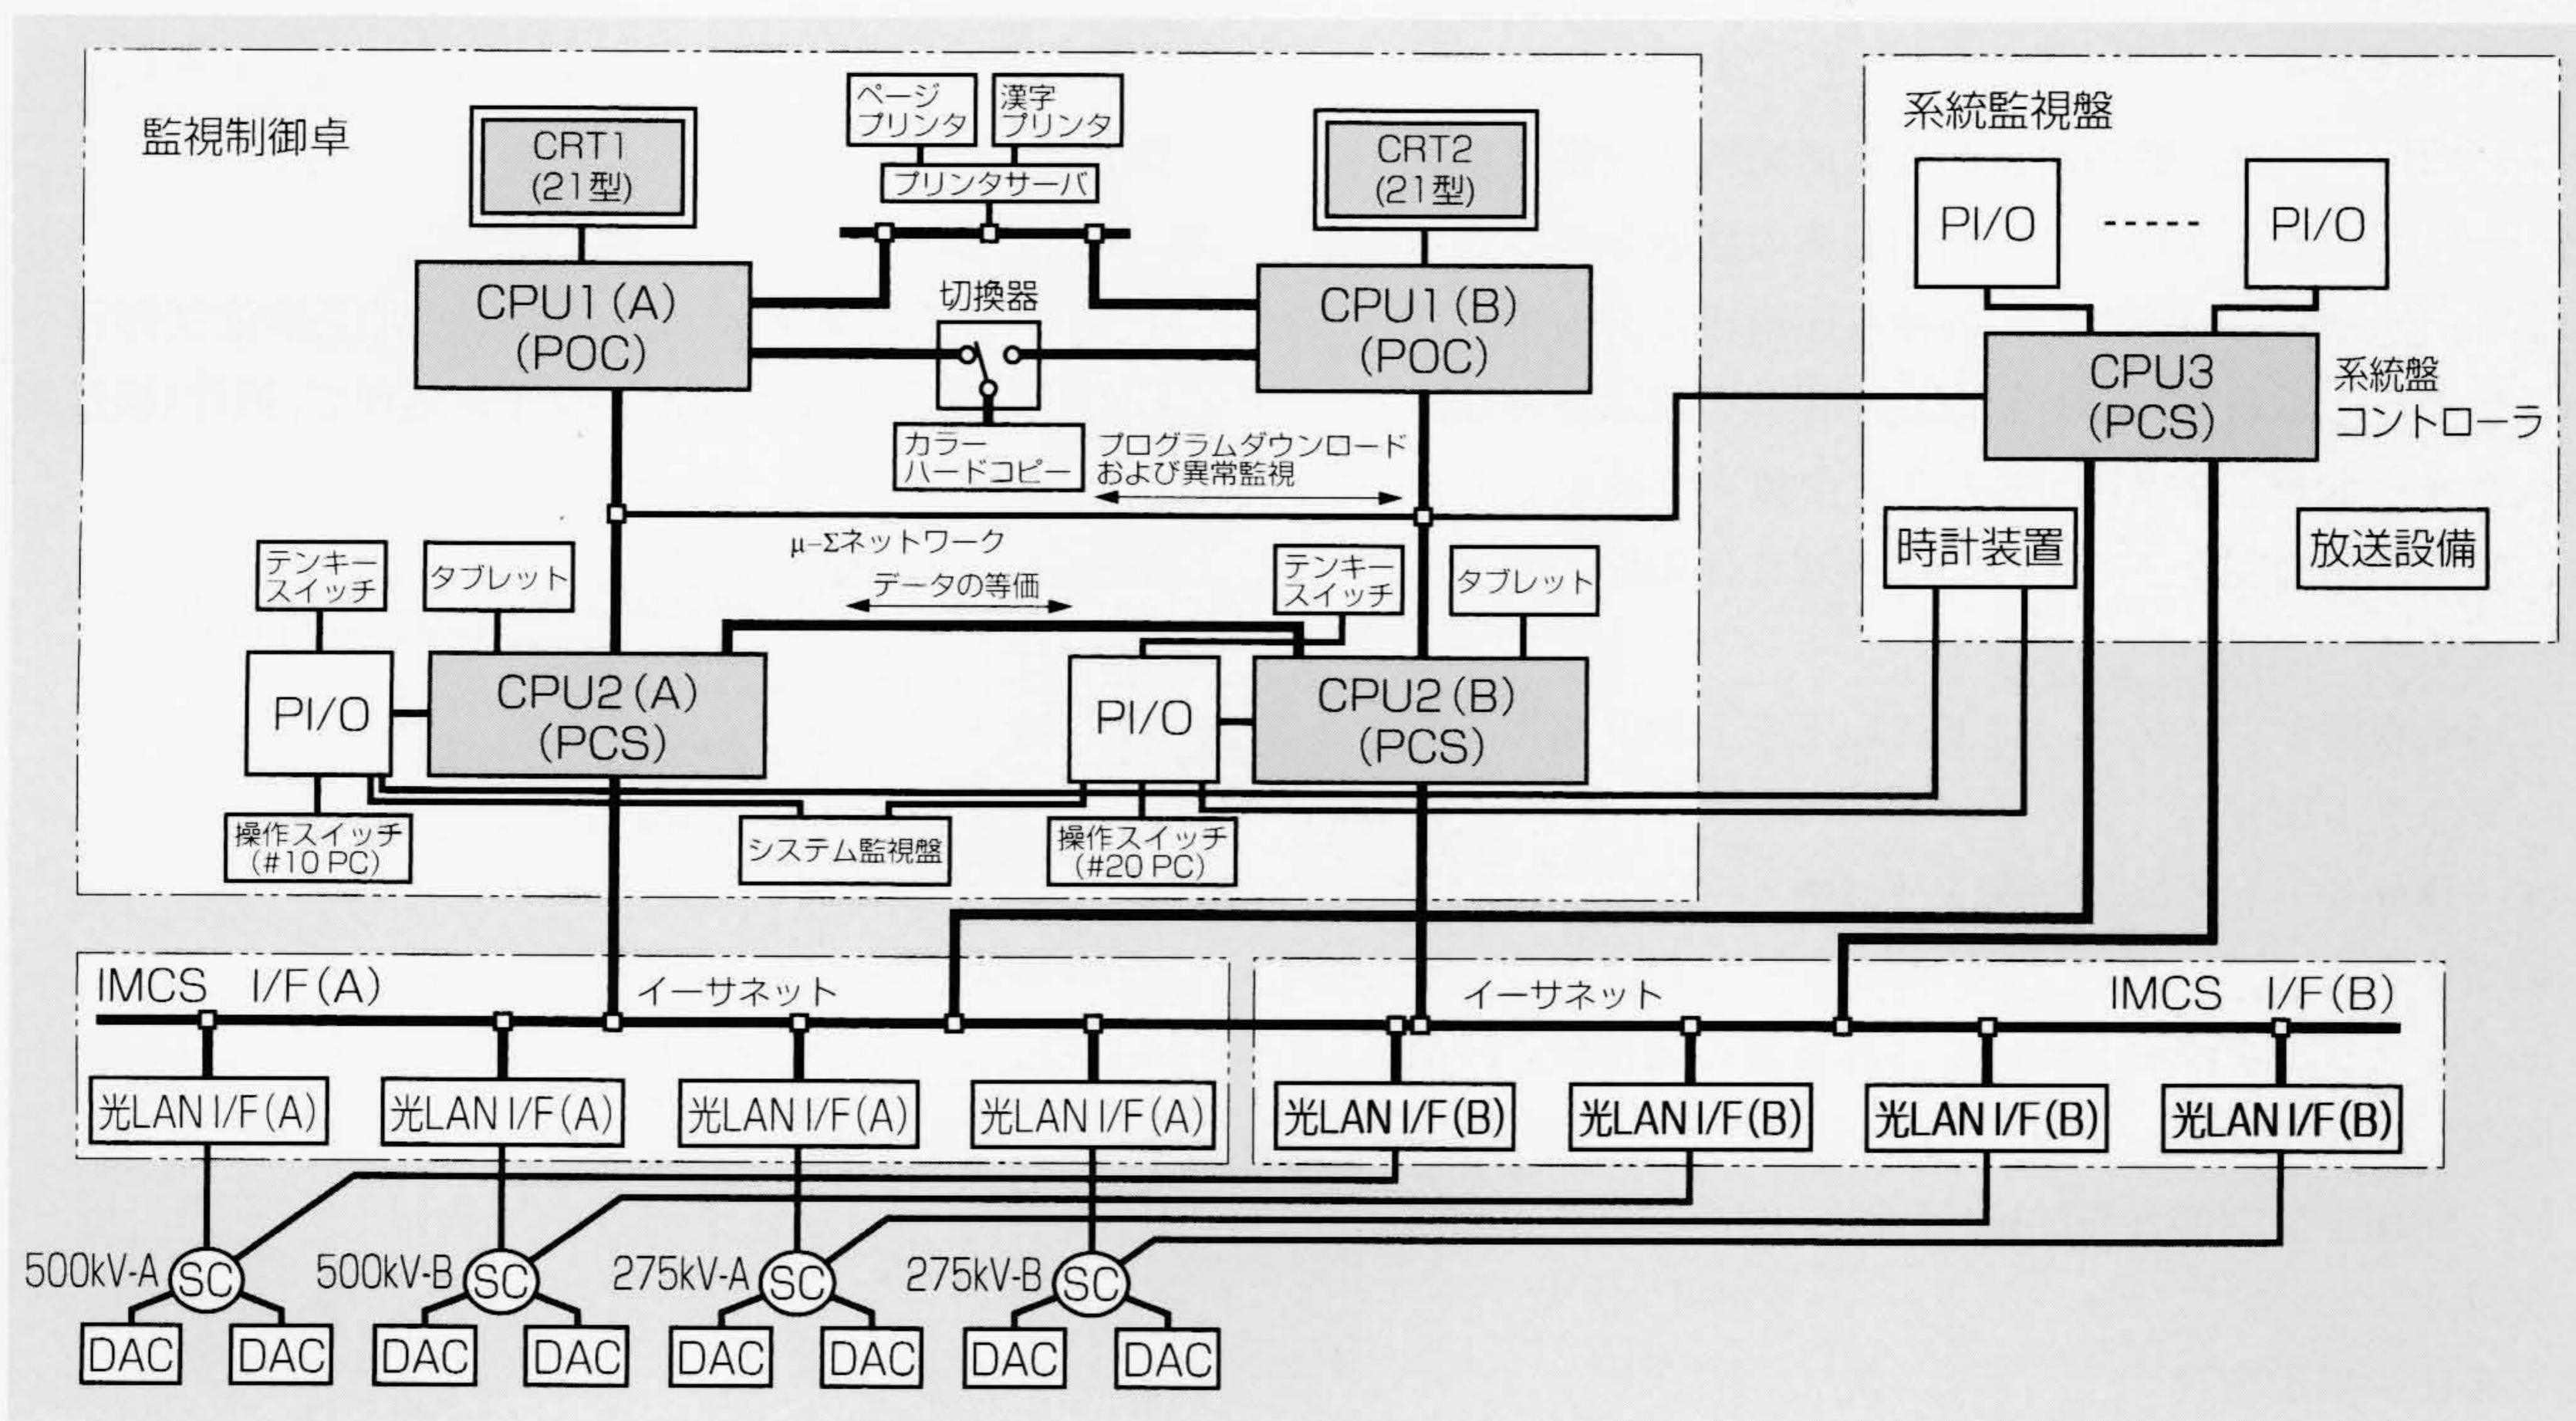 監視制御卓
CRT1
(21型)
ページ
プリンタ
漢字
プリンタ
プリンタサーバ
CRT2
(21型)
CPU1(A)
(POC)
切換器
CPU1(B)
(POC)
カラー
ハードコピー
プログラムダウンロード
および異常監視
μ–Σネットワーク
データの等価
テンキー
スイッチ
タブレット
テンキー
スイッチ
タブレット
PI/O
CPU2(A)
(PCS)
PI/O
CPU2(B)
(PCS)
操作スイッチ
(#10 PC)
システム監視盤
操作スイッチ
(#20 PC)
系統監視盤
PI/O
-----
PI/O
CPU3
(PCS)
系統盤
コントローラ
時計装置
放送設備
IMCS I/F(A)
イーサネット
イーサネット
IMCS I/F(B)
光LAN I/F(A)
光LAN I/F(A)
光LAN I/F(A)
光LAN I/F(A)
光LAN I/F(B)
光LAN I/F(B)
光LAN I/F(B)
光LAN I/F(B)
500kV-A
SC
500kV-B
SC
275kV-A
SC
275kV-B
SC
DAC
DAC
DAC
DAC
DAC
DAC
DAC
DAC